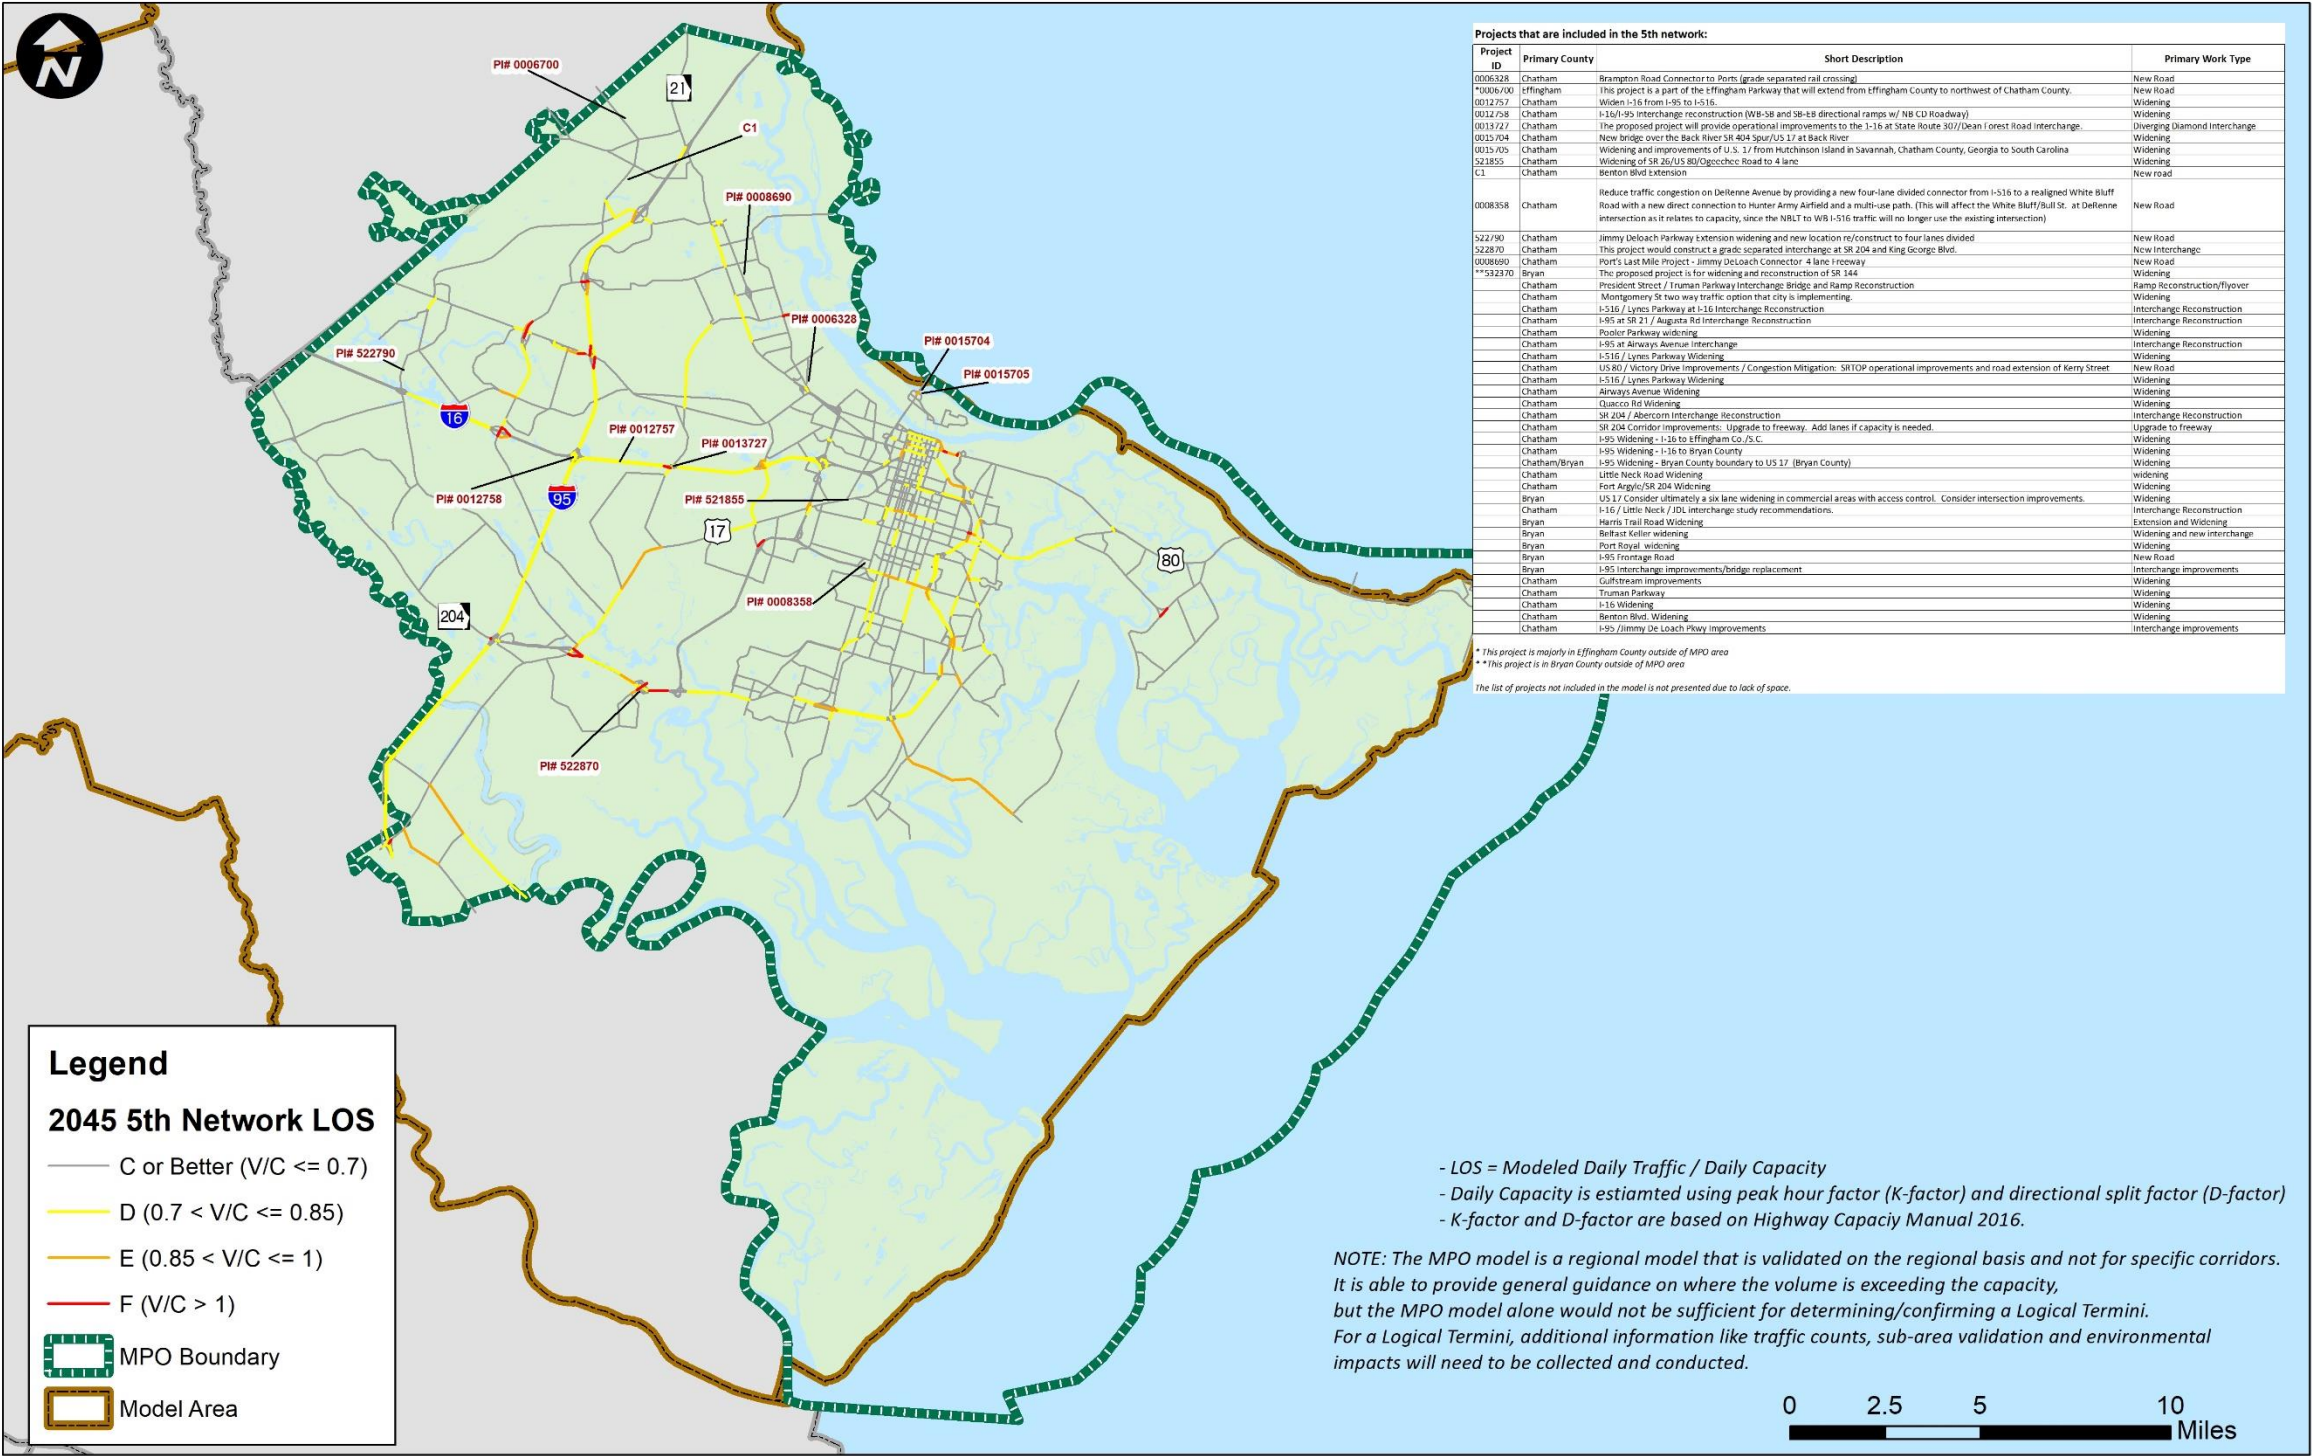 N
PI# 0006700
21
C1
PI# 0008690
PI# 0006328
PI# 0015704
PI# 522790
PI# 0015705
16
PI# 0012757
PI# 0013727
PI# 0012758
95
PI# 521855
17
80
PI# 0008358
204
PI# 522870
Projects that are included in the 5th network:
Project ID Primary County Short Description Primary Work Type
0006328 Chatham Brampton Road Connector to Ports (grade separated rail crossing) New Road
*0006700 Effingham This project is a part of the Effingham Parkway that will extend from Effingham County to northwest of Chatham County. New Road
0012757 Chatham Widen I-16 from I-95 to I-516. Widening
0012758 Chatham I-16/I-95 Interchange reconstruction (WB-SB and SB-EB directional ramps w/ NB CD Roadway) Widening
0013727 Chatham The proposed project will provide operational improvements to the 1-16 at State Route 307/Dean Forest Road Interchange. Diverging Diamond Interchange
0015704 Chatham New bridge over the Back River SR 404 Spur/US 17 at Back River Widening
0015705 Chatham Widening and improvements of U.S. 17 from Hutchinson Island in Savannah, Chatham County, Georgia to South Carolina Widening
521855 Chatham Widening of SR 26/US 80/Ogeechee Road to 4 lane Widening
C1 Chatham Benton Blvd Extension New road
0008358 Chatham Reduce traffic congestion on DeRenne Avenue by providing a new four-lane divided connector from I-516 to a realigned White Bluff
Road with a new direct connection to Hunter Army Airfield and a multi-use path. (This will affect the White Bluff/Bull St. at DeRenne New Road
intersection as it relates to capacity, since the NBLT to WB I-516 traffic will no longer use the existing intersection)
522790 Chatham Jimmy Deloach Parkway Extension widening and new location re/construct to four lanes divided New Road
522870 Chatham This project would construct a grade separated interchange at SR 204 and King George Blvd. New Interchange
0008690 Chatham Port's Last Mile Project - Jimmy DeLoach Connector 4 lane Freeway New Road
**532370 Bryan The proposed project is for widening and reconstruction of SR 144 Widening
Chatham President Street / Truman Parkway Interchange Bridge and Ramp Reconstruction Ramp Reconstruction/flyover
Chatham Montgomery St two way traffic option that city is implementing. Widening
Chatham I-516 / Lynes Parkway at I-16 Interchange Reconstruction Interchange Reconstruction
Chatham I-95 at SR 21 / Augusta Rd Interchange Reconstruction Interchange Reconstruction
Chatham Pooler Parkway widening Widening
Chatham I-95 at Airways Avenue Interchange Interchange Reconstruction
Chatham I-516 / Lynes Parkway Widening Widening
Chatham US 80 / Victory Drive Improvements / Congestion Mitigation: SRTOP operational improvements and road extension of Kerry Street New Road
Chatham I-516 / Lynes Parkway Widening Widening
Chatham Airways Avenue Widening Widening
Chatham Quacco Rd Widening Widening
Chatham SR 204 / Abercorn Interchange Reconstruction Interchange Reconstruction
Chatham SR 204 Corridor Improvements: Upgrade to freeway. Add lanes if capacity is needed. Upgrade to freeway
Chatham I-95 Widening - I-16 to Effingham Co./S.C. Widening
Chatham I-95 Widening - I-16 to Bryan County Widening
Chatham/Bryan I-95 Widening - Bryan County boundary to US 17 (Bryan County) Widening
Chatham Little Neck Road Widening widening
Chatham Fort Argyle/SR 204 Widening Widening
Bryan US 17 Consider ultimately a six lane widening in commercial areas with access control. Consider intersection improvements. Widening
Chatham I-16 / Little Neck / JDL interchange study recommendations. Interchange Reconstruction
Bryan Harris Trail Road Widening Extension and Widening
Bryan Belfast Keller widening Widening and new interchange
Bryan Port Royal widening Widening
Bryan I-95 Frontage Road New Road
Bryan I-95 Interchange improvements/bridge replacement Interchange improvements
Chatham Gulfstream improvements Widening
Chatham Truman Parkway Widening
Chatham I-16 Widening Widening
Chatham Benton Blvd. Widening Widening
Chatham I-95 /Jimmy De Loach Pkwy Improvements Interchange improvements
* This project is majorly in Effingham County outside of MPO area
* *This project is in Bryan County outside of MPO area
The list of projects not included in the model is not presented due to lack of space.
Legend
2045 5th Network LOS
C or Better (V/C <= 0.7)
D (0.7 < V/C <= 0.85)
E (0.85 < V/C <= 1)
F (V/C > 1)
MPO Boundary
Model Area
- LOS = Modeled Daily Traffic / Daily Capacity
- Daily Capacity is estiamted using peak hour factor (K-factor) and directional split factor (D-factor)
- K-factor and D-factor are based on Highway Capaciy Manual 2016.
NOTE: The MPO model is a regional model that is validated on the regional basis and not for specific corridors.
It is able to provide general guidance on where the volume is exceeding the capacity,
but the MPO model alone would not be sufficient for determining/confirming a Logical Termini.
For a Logical Termini, additional information like traffic counts, sub-area validation and environmental
impacts will need to be collected and conducted.
0 2.5 5 10
Miles